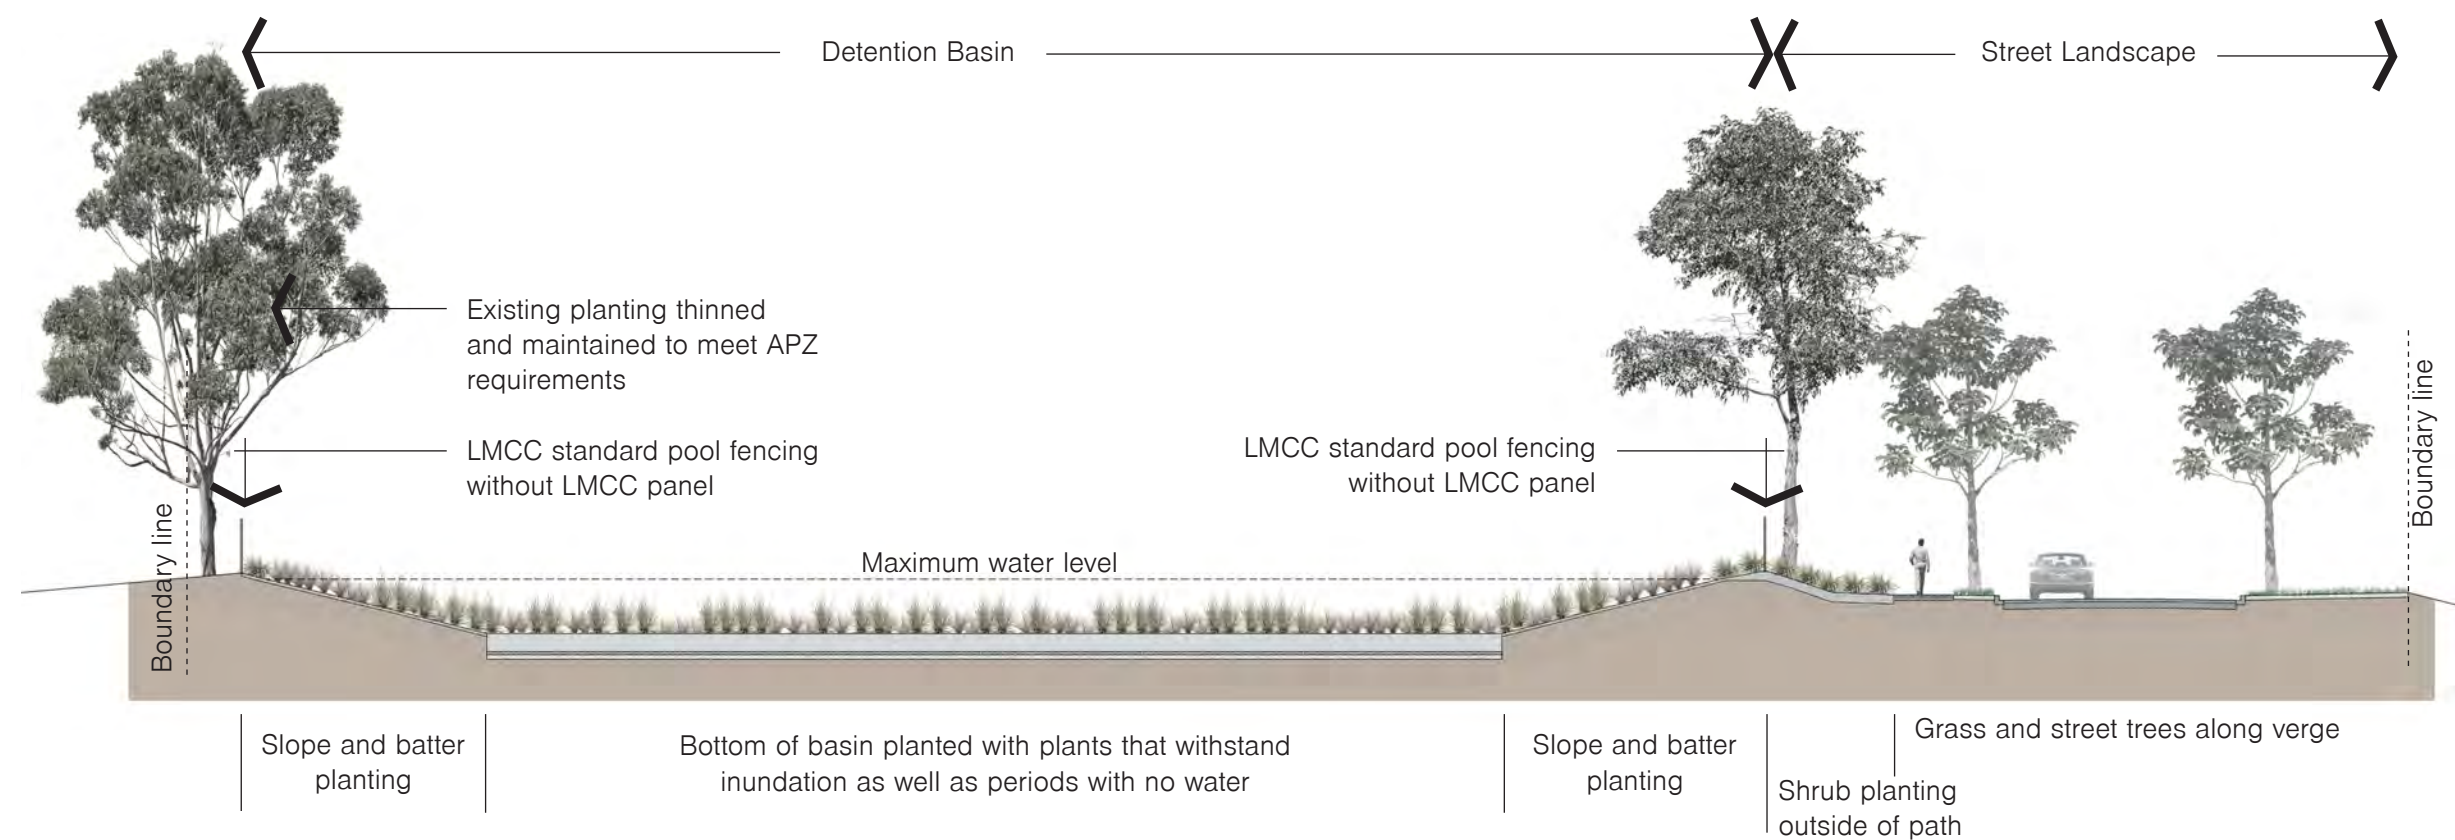 Detention Basin
Street Landscape
Existing planting thinned
and maintained to meet APZ
requirements
LMCC standard pool fencing
without LMCC panel
LMCC standard pool fencing
without LMCC panel
Boundary line
Boundary line
Maximum water level
Slope and batter
planting
Bottom of basin planted with plants that withstand
inundation as well as periods with no water
Slope and batter
planting
Shrub planting
outside of path
Grass and street trees along verge